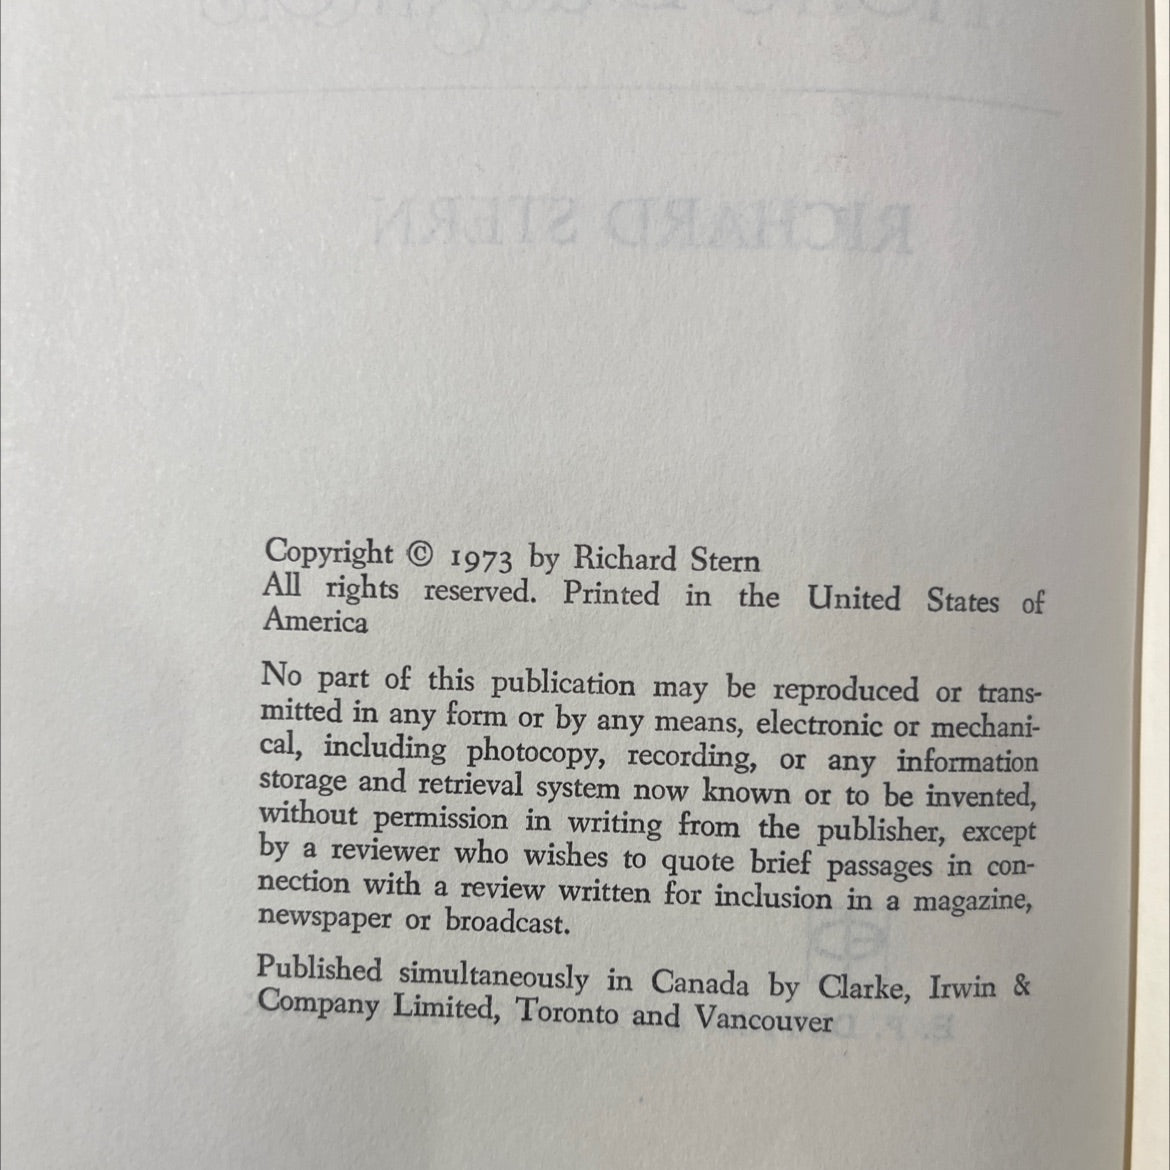 RICHARD STERN
Copyright © 1973 by Richard Stern
All rights reserved. Printed in the United States of
America
No part of this publication may be reproduced or trans-
mitted in any form or by any means, electronic or mechani-
cal, including photocopy, recording, or any information
storage and retrieval system now known or to be invented,
without permission in writing from the publisher, except
by a reviewer who wishes to quote brief passages in con-
nection with a review written for inclusion in a magazine,
newspaper or broadcast.
Published simultaneously in Canada by Clarke, Irwin &
Company Limited, Toronto and Vancouver